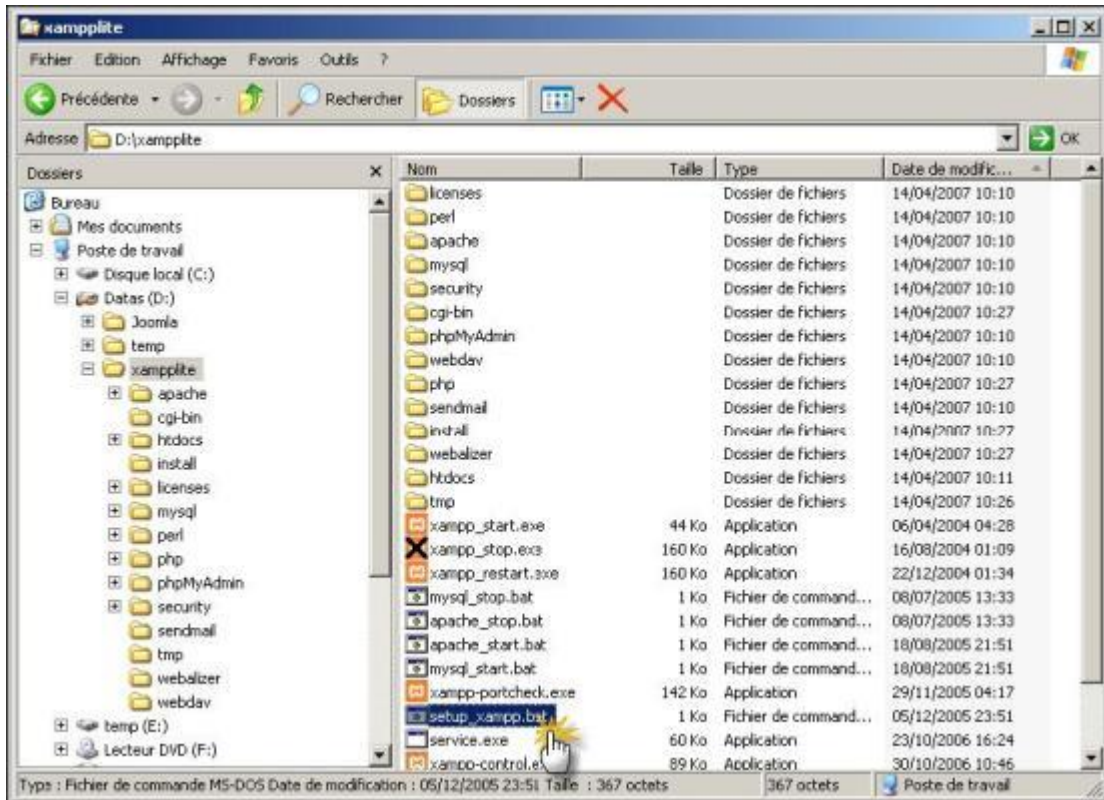 xampplite
Fichier Edition Affichage Favoris Outils ?
Précédente Rechercher Dossiers
Adresse D:\xampplite OK
Dossiers
Bureau
Mes documents
Poste de travail
Disque local (C:)
Datas (D:)
Joomla
temp
xampplite
apache
cgi-bin
htdocs
install
licenses
mysql
perl
php
phpMyAdmin
security
sendmail
tmp
webalizer
webdav
temp (E:)
Lecteur DVD (F:)
Nom Taille Type Date de modific...
licenses Dossier de fichiers 14/04/2007 10:10
perl Dossier de fichiers 14/04/2007 10:10
apache Dossier de fichiers 14/04/2007 10:10
mysql Dossier de fichiers 14/04/2007 10:10
security Dossier de fichiers 14/04/2007 10:10
cgi-bin Dossier de fichiers 14/04/2007 10:27
phpMyAdmin Dossier de fichiers 14/04/2007 10:10
webdav Dossier de fichiers 14/04/2007 10:10
php Dossier de fichiers 14/04/2007 10:27
sendmail Dossier de fichiers 14/04/2007 10:10
install Dossier de fichiers 14/04/2007 10:27
webalizer Dossier de fichiers 14/04/2007 10:27
htdocs Dossier de fichiers 14/04/2007 10:11
tmp Dossier de fichiers 14/04/2007 10:26
xampp_start.exe 44 Ko Application 06/04/2004 04:28
xampp_stop.exe 160 Ko Application 16/08/2004 01:09
xampp_restart.exe 160 Ko Application 22/12/2004 01:34
mysql_stop.bat 1 Ko Fichier de command... 08/07/2005 13:33
apache_stop.bat 1 Ko Fichier de command... 08/07/2005 13:33
apache_start.bat 1 Ko Fichier de command... 18/08/2005 21:51
mysql_start.bat 1 Ko Fichier de command... 18/08/2005 21:51
xampp-portcheck.exe 142 Ko Application 29/11/2005 04:17
setup_xampp.bat 1 Ko Fichier de command... 05/12/2005 23:51
service.exe 60 Ko Application 23/10/2006 16:24
xampp-control.e 89 Ko Application 30/10/2006 10:46
Type : Fichier de commande MS-DOS Date de modification : 05/12/2005 23:51 Taille : 367 octets 367 octets Poste de travail